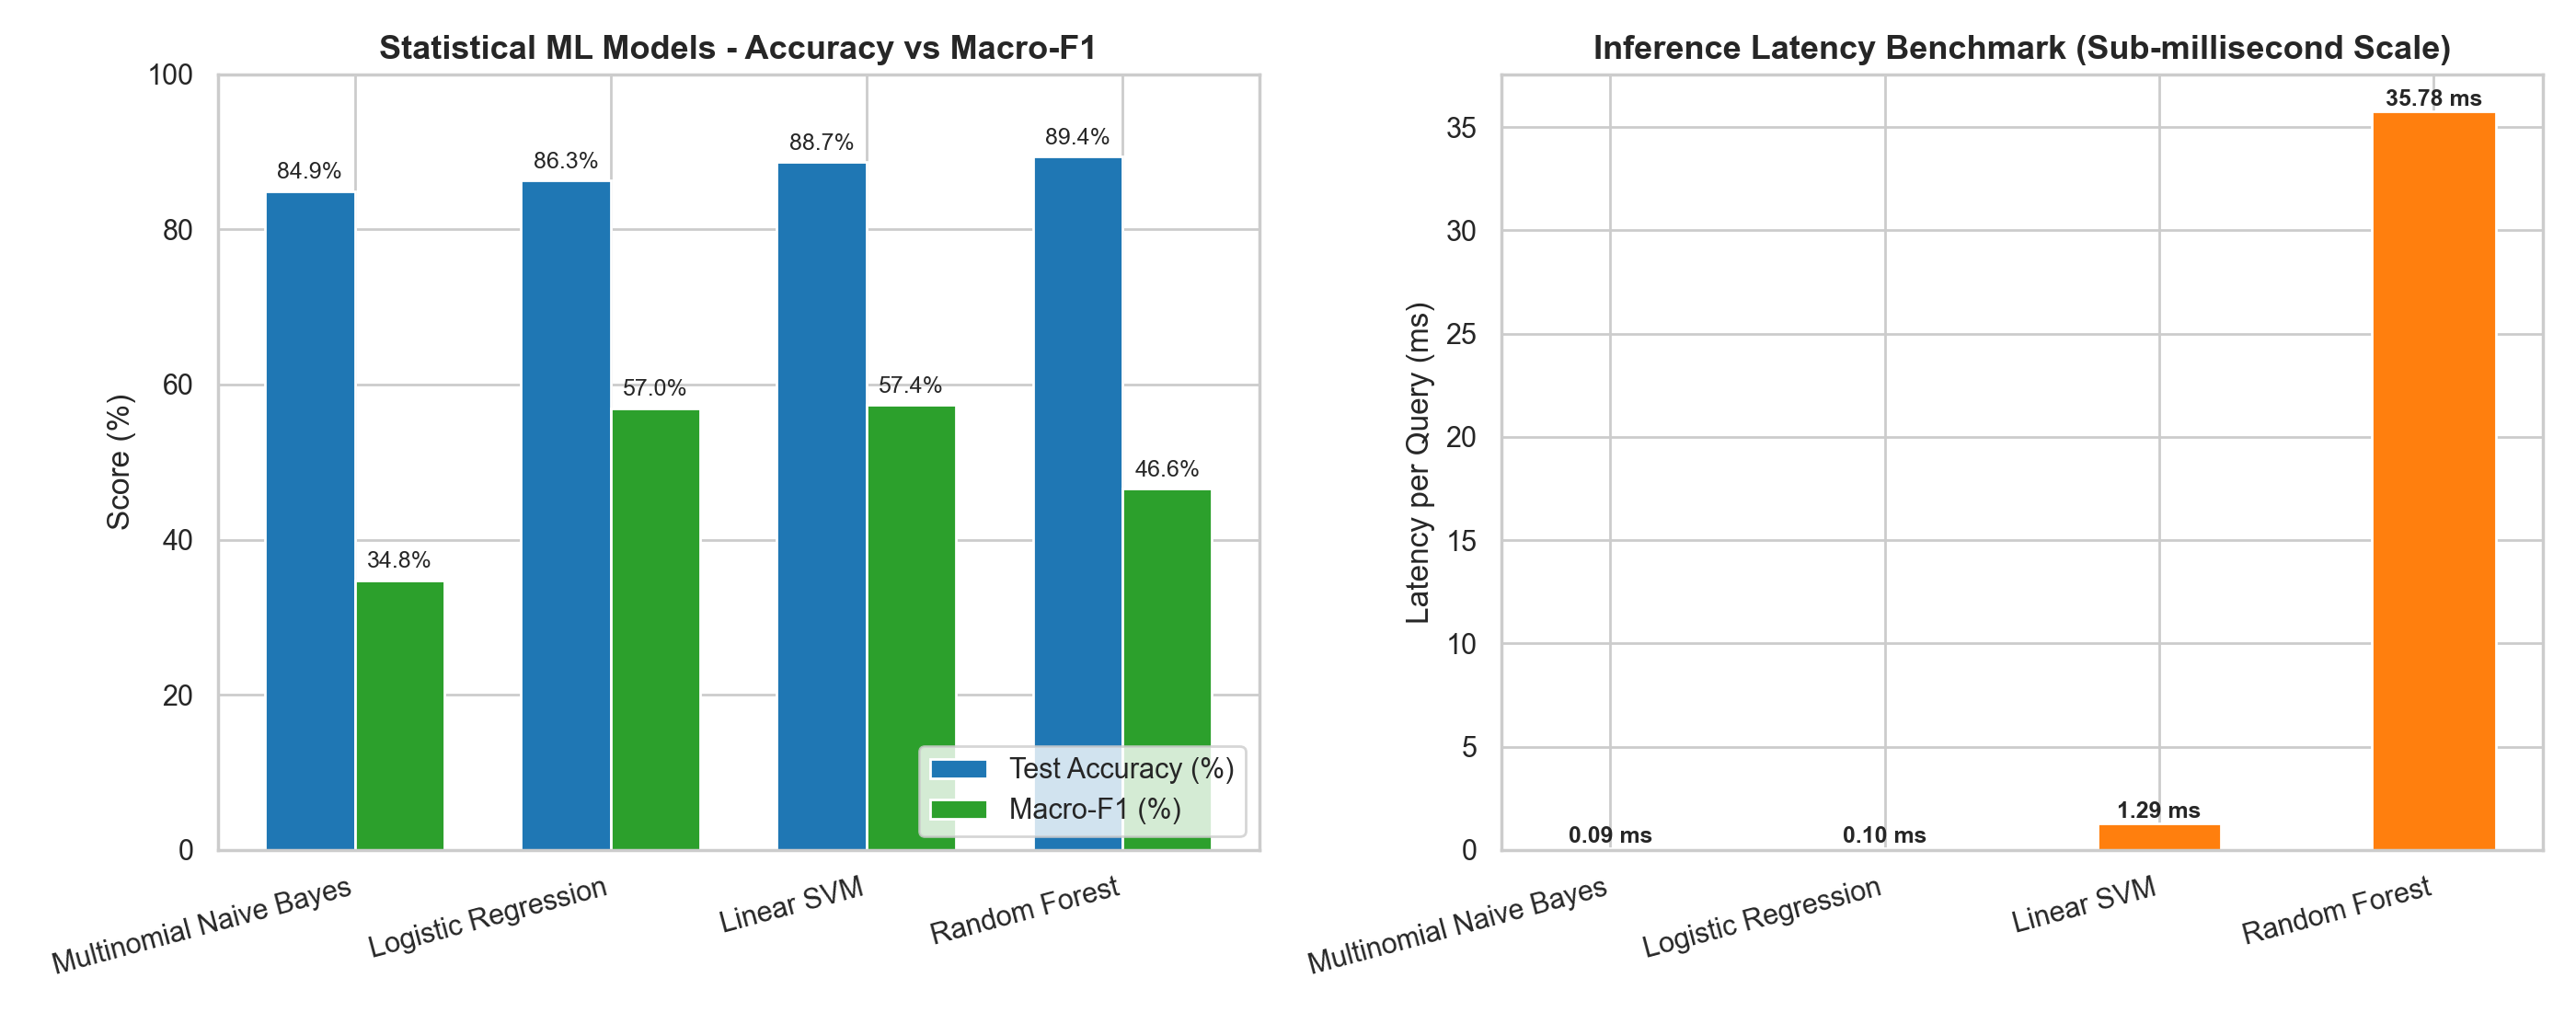 Statistical ML Models - Accuracy vs Macro-F1
100
80
60
40
20
0
Score (%)
84.9%
34.8%
86.3%
57.0%
88.7%
57.4%
89.4%
46.6%
Test Accuracy (%)
Macro-F1 (%)
Multinomial Naive Bayes
Logistic Regression
Linear SVM
Random Forest
Inference Latency Benchmark (Sub-millisecond Scale)
35
30
25
20
15
10
5
0
Latency per Query (ms)
0.09 ms
0.10 ms
1.29 ms
35.78 ms
Multinomial Naive Bayes
Logistic Regression
Linear SVM
Random Forest